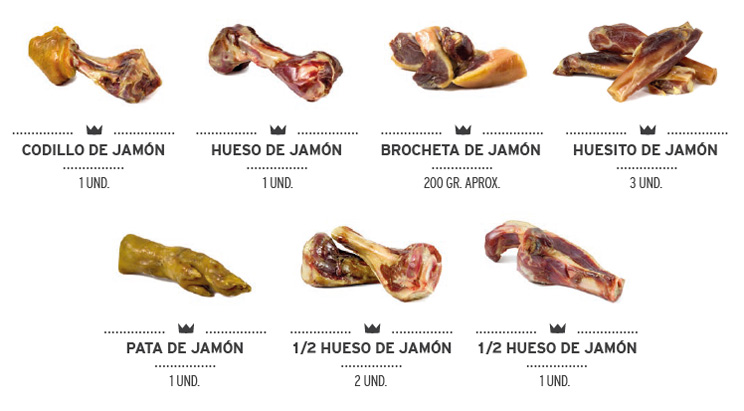 CODILLO DE JAMÓN
1 UND.
HUESO DE JAMÓN
1 UND.
BROCHETA DE JAMÓN
200 GR. APROX.
HUESITO DE JAMÓN
3 UND.
PATA DE JAMÓN
1 UND.
1/2 HUESO DE JAMÓN
2 UND.
1/2 HUESO DE JAMÓN
1 UND.